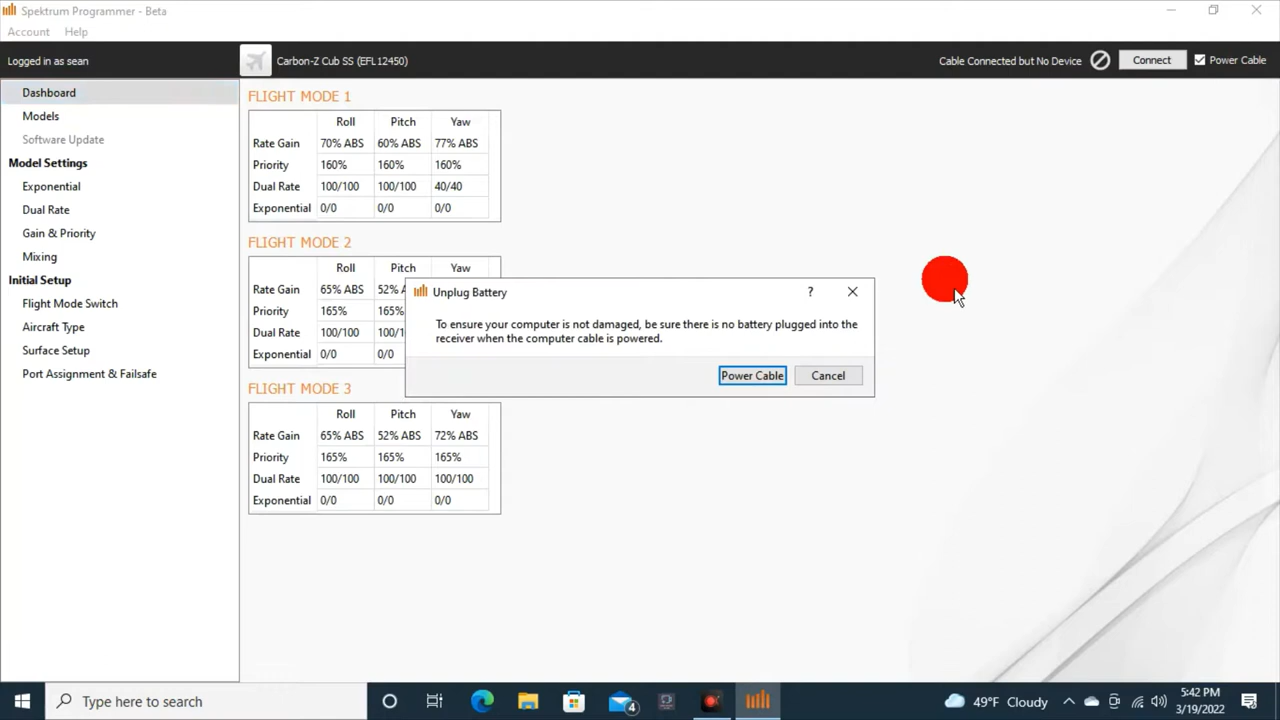 Spektrum Programmer - Beta
Account Help
Logged in as sean
Carbon-Z Cub SS (EFL12450)
Cable Connected but No Device
Connect
Power Cable
Dashboard
Models
Software Update
Model Settings
Exponential
Dual Rate
Gain & Priority
Mixing
Initial Setup
Flight Mode Switch
Aircraft Type
Surface Setup
Port Assignment & Failsafe
FLIGHT MODE 1
Roll Pitch Yaw
Rate Gain 70% ABS 60% ABS 77% ABS
Priority 160% 160% 160%
Dual Rate 100/100 100/100 40/40
Exponential 0/0 0/0 0/0
FLIGHT MODE 2
Roll Pitch Yaw
Rate Gain 65% ABS 52%
Priority 165% 165%
Dual Rate 100/100
Exponential 0/0 0/0
Unplug Battery
?
To ensure your computer is not damaged, be sure there is no battery plugged into the
receiver when the computer cable is powered.
Power Cable
Cancel
FLIGHT MODE 3
Roll Pitch Yaw
Rate Gain 65% ABS 52% ABS 72% ABS
Priority 165% 165% 165%
Dual Rate 100/100 100/100 100/100
Exponential 0/0 0/0 0/0
Type here to search
4
49°F Cloudy
5:42 PM
3/19/2022